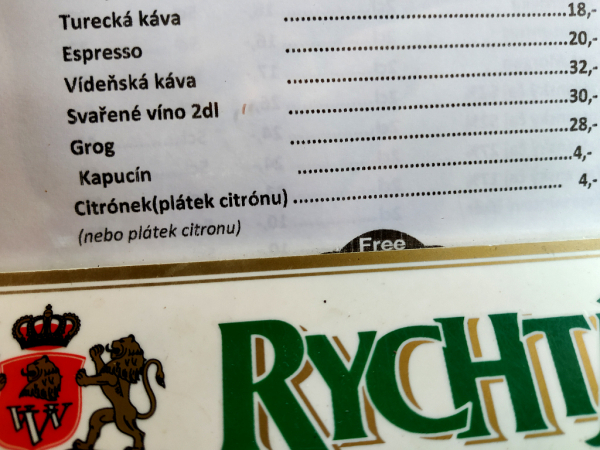 Turecká káva ........ 18,-
Espresso ........ 20,-
Vídeňská káva ........ 32,-
Svařené víno 2dl ........ 30,-
Grog ........ 28,-
Kapucín ........ 4,-
Citrónek(plátek citrónu) ........ 4,-
(nebo plátek citronu)
Free